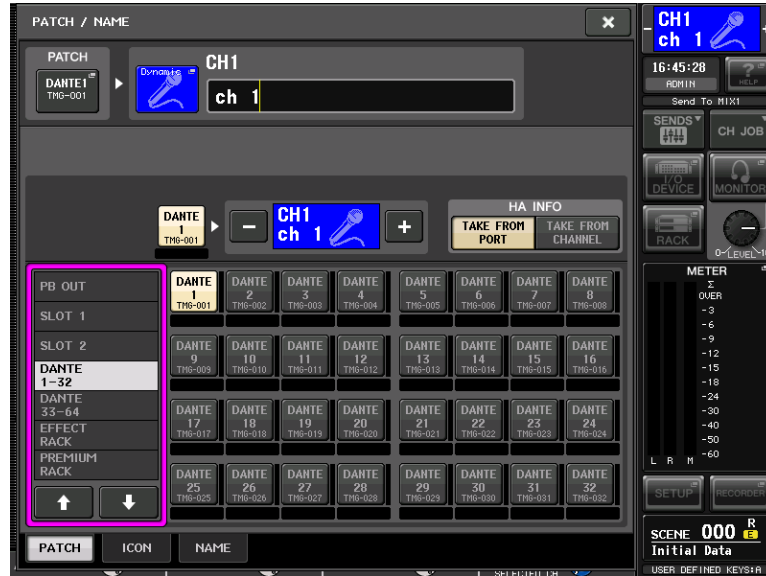 PATCH / NAME
PATCH
DANTE1
TMG-001
Dynamic
CH1
ch 1
DANTE
1
TMG-001
CH1
ch 1
HA INFO
TAKE FROM PORT
TAKE FROM CHANNEL
PB OUT
SLOT 1
SLOT 2
DANTE 1-32
DANTE 33-64
EFFECT RACK
PREMIUM RACK
DANTE DANTE DANTE DANTE DANTE DANTE DANTE DANTE
1 2 3 4 5 6 7 8
TMG-001 TMG-002 TMG-003 TMG-004 TMG-005 TMG-006 TMG-007 TMG-008
DANTE DANTE DANTE DANTE DANTE DANTE DANTE DANTE
9 10 11 12 13 14 15 16
TMG-009 TMG-010 TMG-011 TMG-012 TMG-013 TMG-014 TMG-015 TMG-016
DANTE DANTE DANTE DANTE DANTE DANTE DANTE DANTE
17 18 19 20 21 22 23 24
TMG-017 TMG-018 TMG-019 TMG-020 TMG-021 TMG-022 TMG-023 TMG-024
DANTE DANTE DANTE DANTE DANTE DANTE DANTE DANTE
25 26 27 28 29 30 31 32
TMG-025 TMG-026 TMG-027 TMG-028 TMG-029 TMG-030 TMG-031 TMG-032
PATCH ICON NAME
CH1
ch 1
16:45:28
ADMIN
?
HELP
Send To MIX1
SENDS
CH JOB
I/O DEVICE
MONITOR
RACK
0-LEVEL-10
METER
Σ
OVER
-3
-6
-9
-12
-15
-18
-24
-30
-40
-50
-60
L R M
SETUP
RECORDER
SCENE 000 R E
Initial Data
USER DEFINED KEYS:A
SELECTED CH